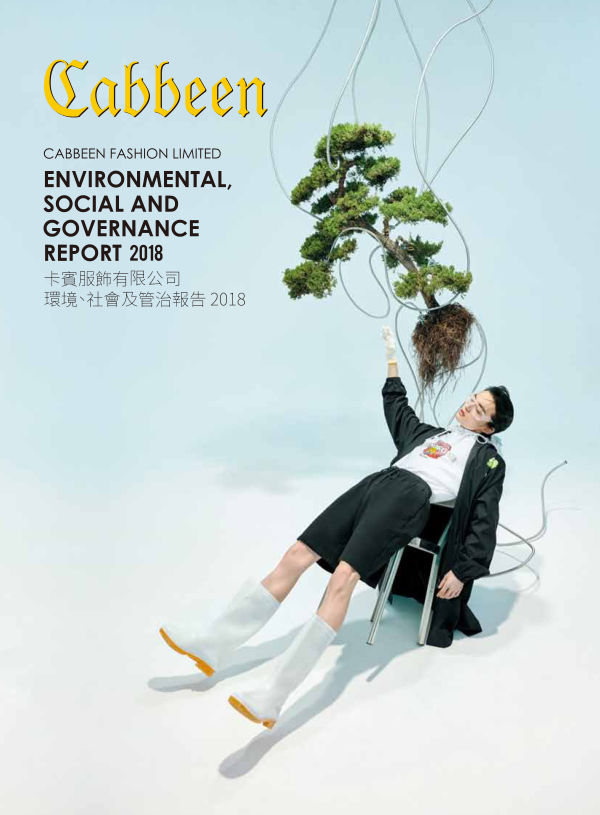 Cabbeen
CABBEEN FASHION LIMITED
ENVIRONMENTAL,
SOCIAL AND
GOVERNANCE
REPORT 2018
卡賓服飾有限公司
環境、社會及管治報告 2018